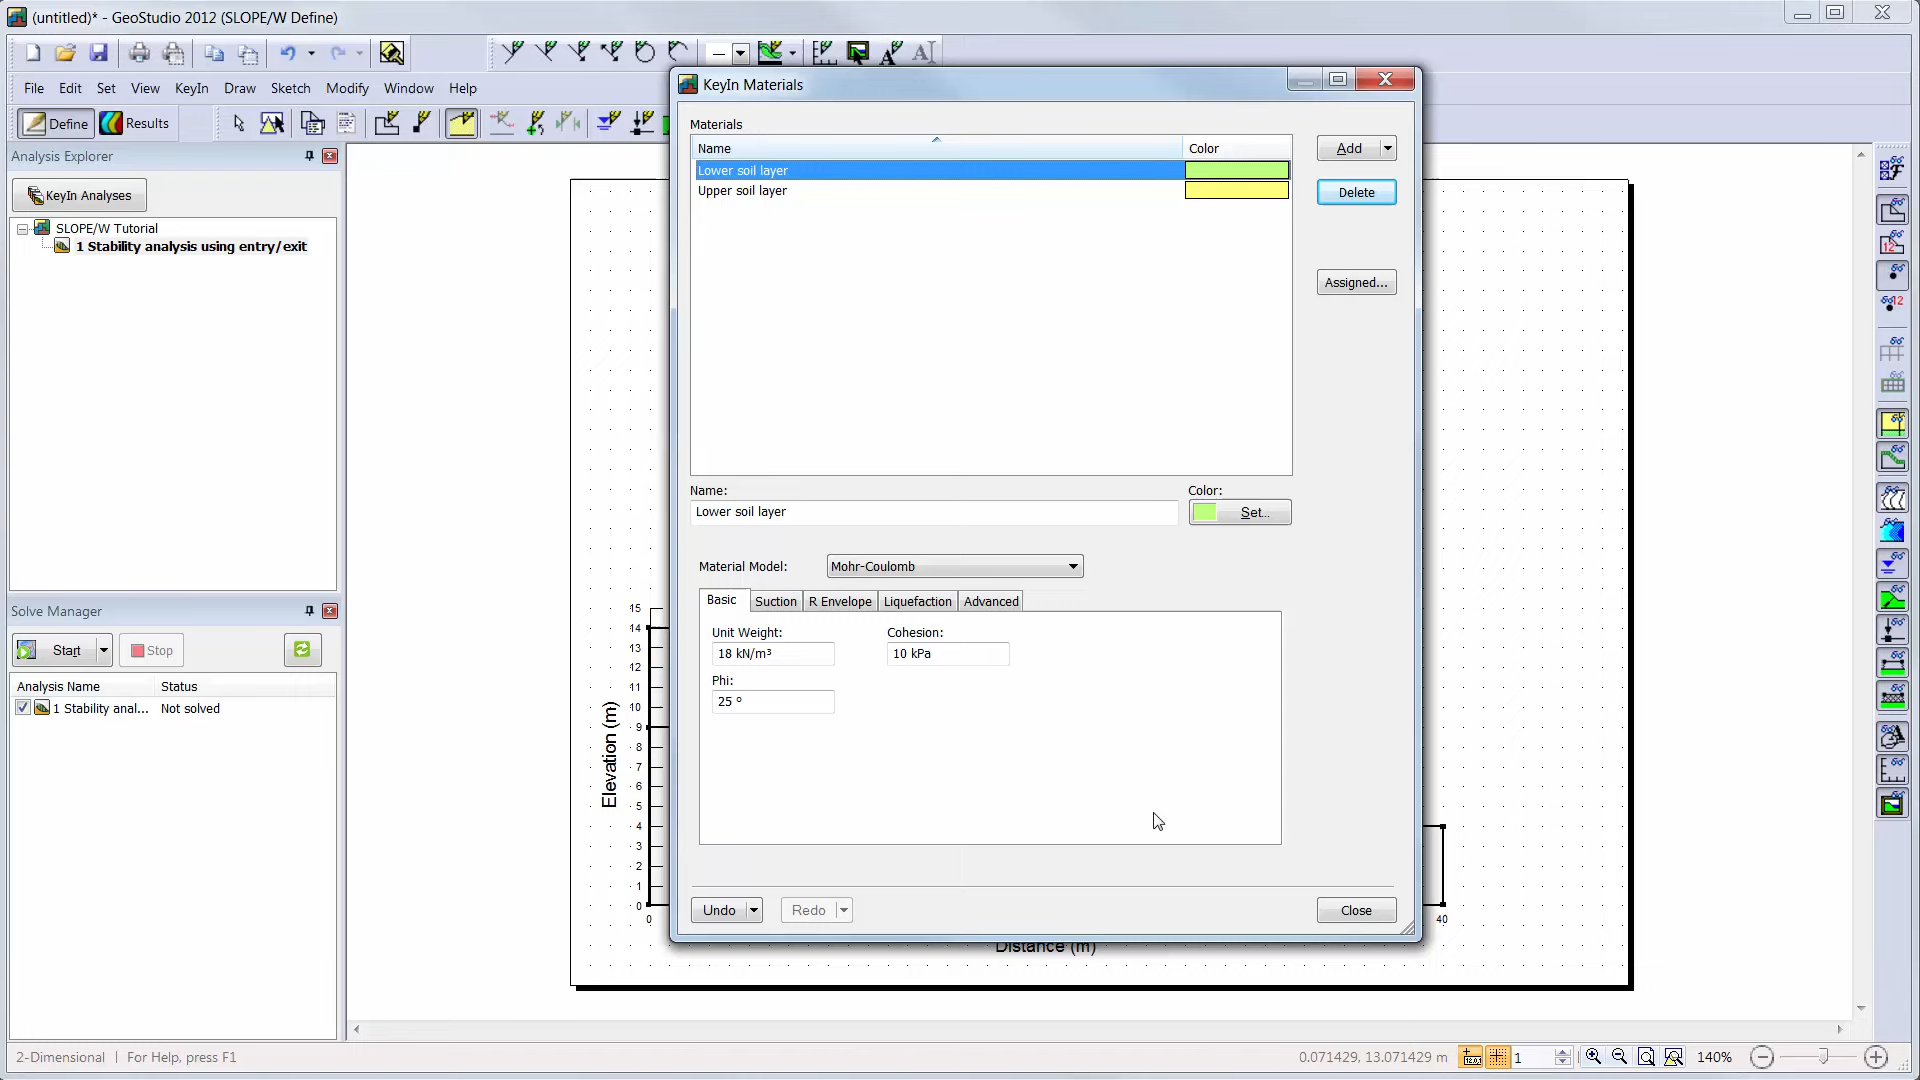 (untitled)* - GeoStudio 2012 (SLOPE/W Define)
File Edit Set View KeyIn Draw Sketch Modify Window Help
Define Results
Analysis Explorer
KeyIn Analyses
SLOPE/W Tutorial
1 Stability analysis using entry/exit
Solve Manager
Start Stop
Analysis Name Status
1 Stability anal... Not solved
KeyIn Materials
Materials
Name Color
Lower soil layer
Upper soil layer
Add
Delete
Assigned...
Name:
Color:
Lower soil layer
Set...
Material Model: Mohr-Coulomb
Basic Suction R Envelope Liquefaction Advanced
Unit Weight: Cohesion:
18 kN/m³ 10 kPa
Phi:
25 º
Undo Redo Close
15
14
13
12
11
10
9
8
7
6
5
4
3
2
1
0
Elevation (m)
0 40
Distance (m)
2-Dimensional For Help, press F1
0.071429, 13.071429 m 1 140%